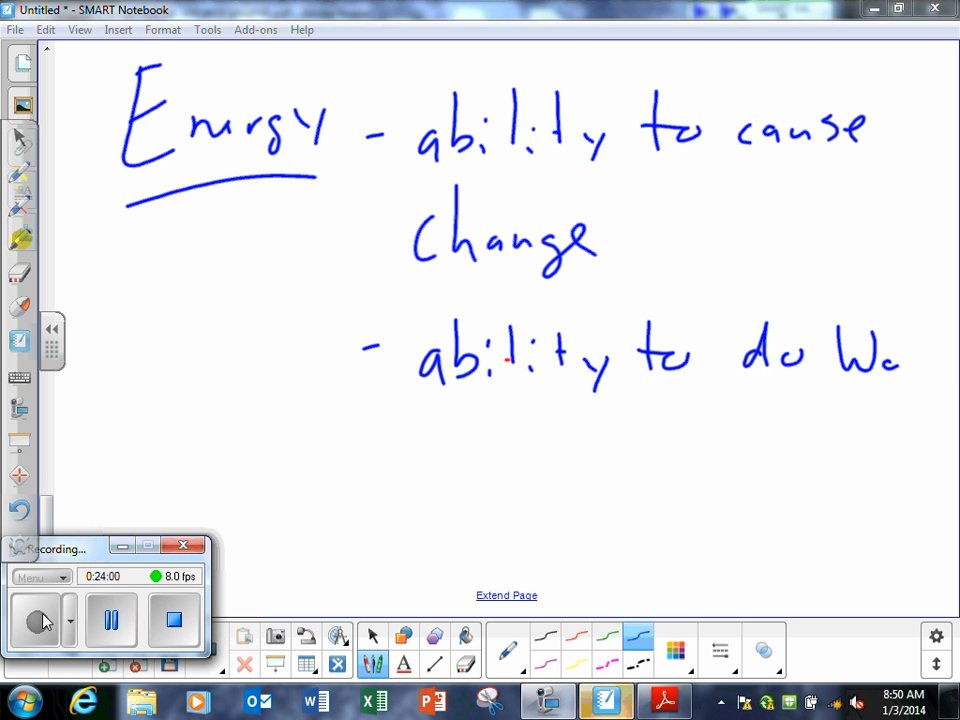 Untitled * - SMART Notebook
File Edit View Insert Format Tools Add-ons Help
Energy - ability to cause
change
- ability to do Wo
Recording...
Menu 0:24:00 8.0 fps
Extend Page
8:50 AM
1/3/2014